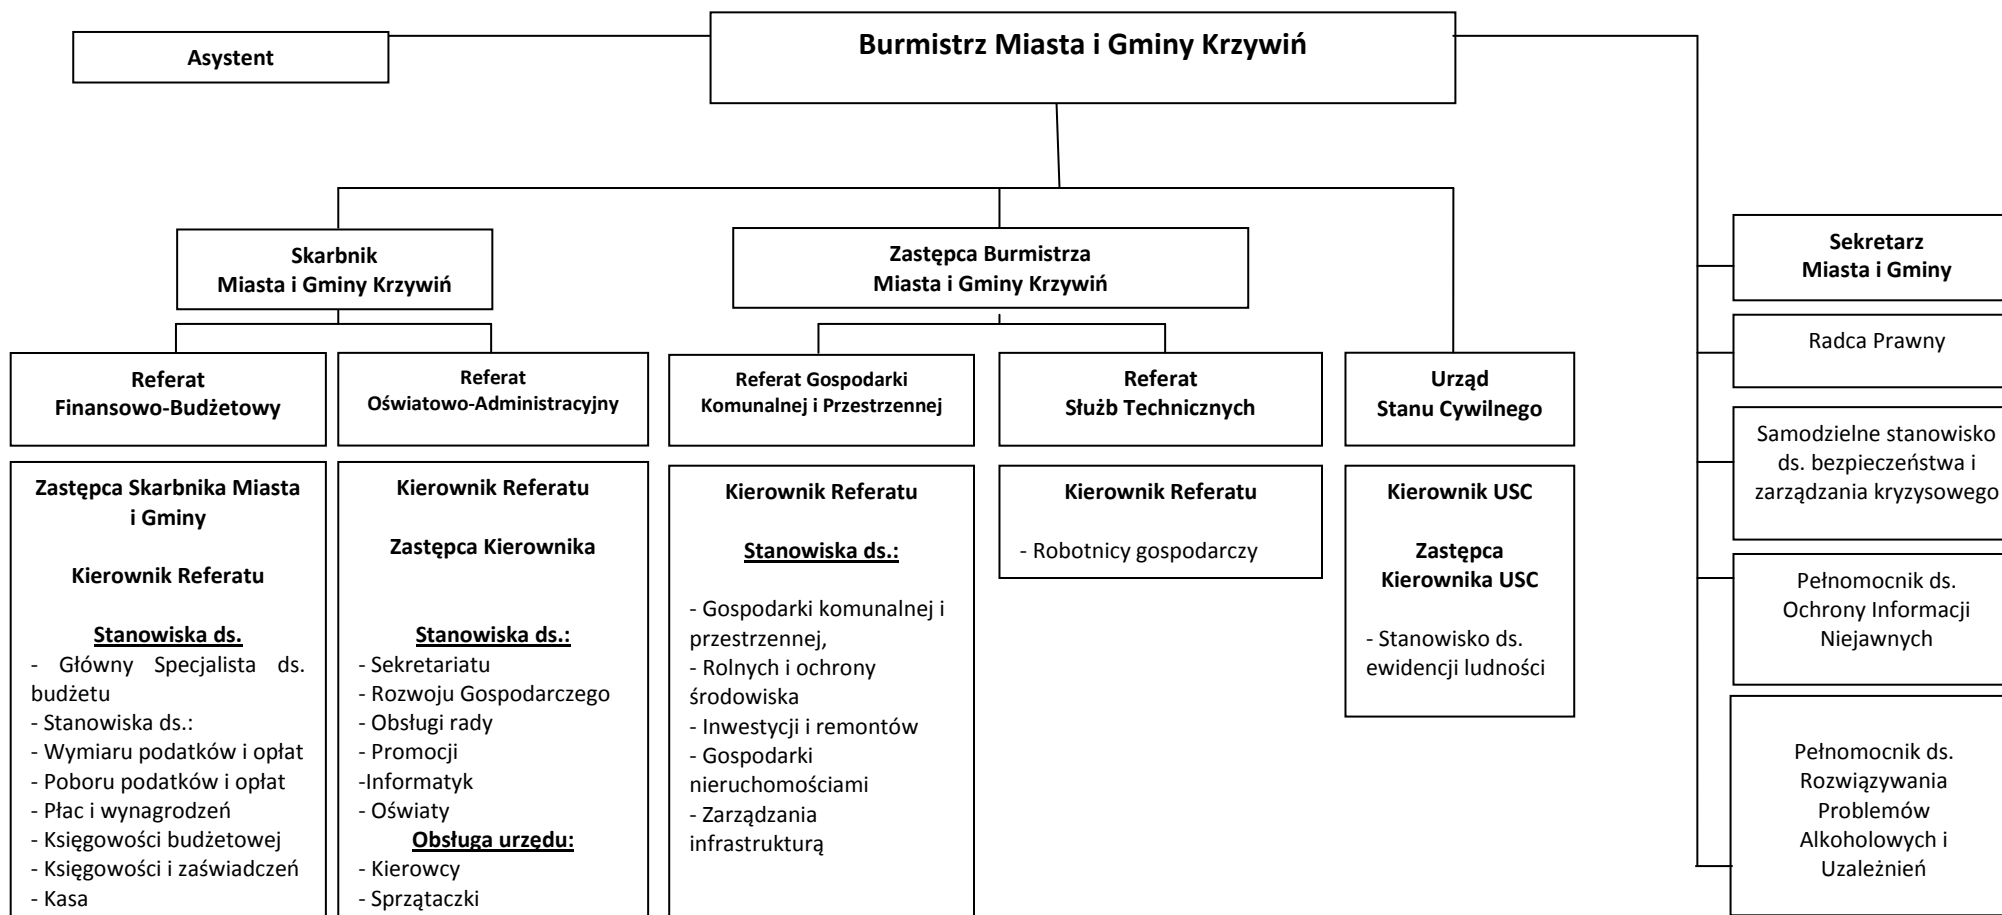 Asystent
Burmistrz Miasta i Gminy Krzywiń
Skarbnik
Miasta i Gminy Krzywiń
Zastępca Burmistrza
Miasta i Gminy Krzywiń
Sekretarz
Miasta i Gminy
Radca Prawny
Samodzielne stanowisko
ds. bezpieczeństwa i
zarządzania kryzysowego
Pełnomocnik ds.
Ochrony Informacji
Niejawnych
Pełnomocnik ds.
Rozwiązywania
Problemów
Alkoholowych i
Uzależnień
Referat
Finansowo-Budżetowy
Referat
Oświatowo-Administracyjny
Referat Gospodarki
Komunalnej i Przestrzennej
Referat
Służb Technicznych
Urząd
Stanu Cywilnego
Zastępca Skarbnika Miasta
i Gminy
Kierownik Referatu
Stanowiska ds.
- Główny Specjalista ds.
budżetu
- Stanowiska ds.:
- Wymiaru podatków i opłat
- Poboru podatków i opłat
- Płac i wynagrodzeń
- Księgowości budżetowej
- Księgowości i zaświadczeń
- Kasa
Kierownik Referatu
Zastępca Kierownika
Stanowiska ds.:
- Sekretariatu
- Rozwoju Gospodarczego
- Obsługi rady
- Promocji
-Informatyk
- Oświaty
Obsługa urzędu:
- Kierowcy
- Sprzątaczki
Kierownik Referatu
Stanowiska ds.:
- Gospodarki komunalnej i
przestrzennej,
- Rolnych i ochrony
środowiska
- Inwestycji i remontów
- Gospodarki
nieruchomościami
- Zarządzania
infrastrukturą
Kierownik Referatu
- Robotnicy gospodarczy
Kierownik USC
Zastępca
Kierownika USC
- Stanowisko ds.
ewidencji ludności